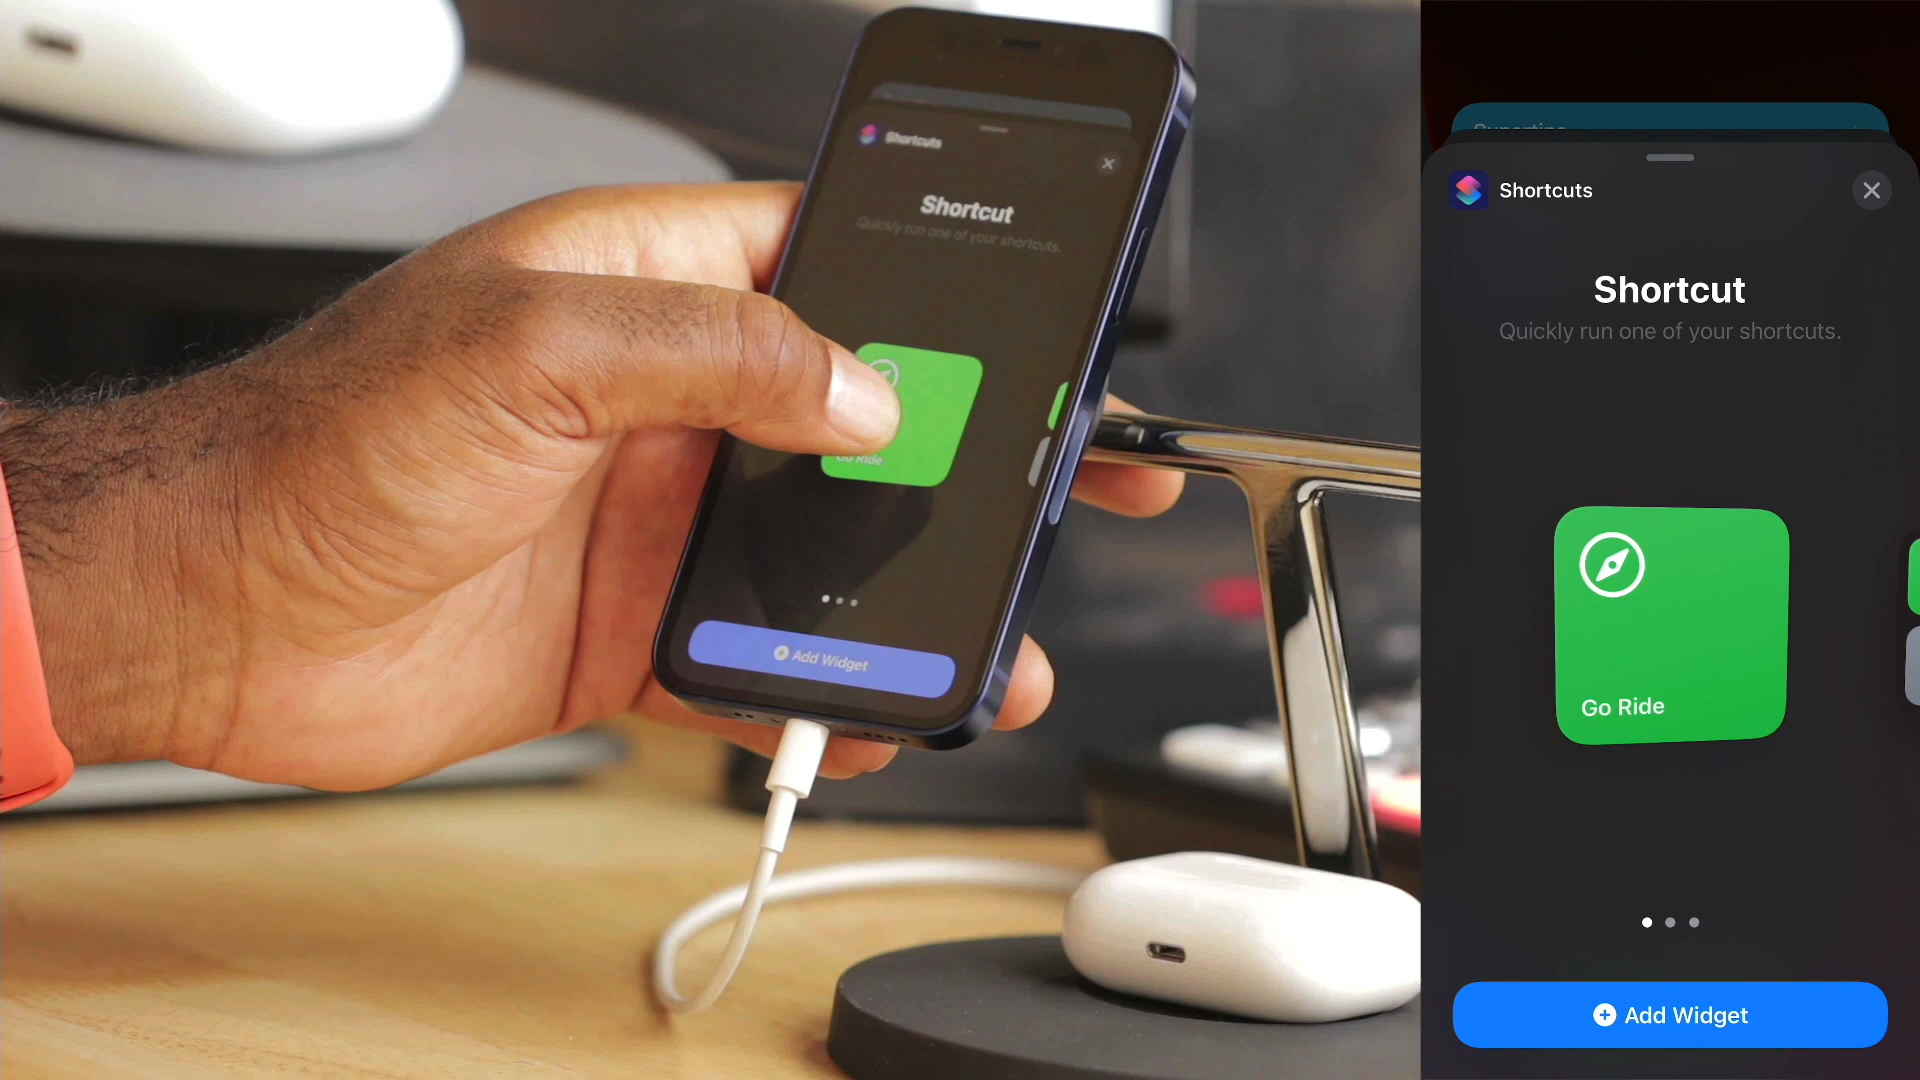 Shortcuts
Shortcut
Quickly run one of your shortcuts.
Go Ride
Add Widget
Cupertino
Shortcuts
Shortcut
Quickly run one of your shortcuts.
Go Ride
Add Widget